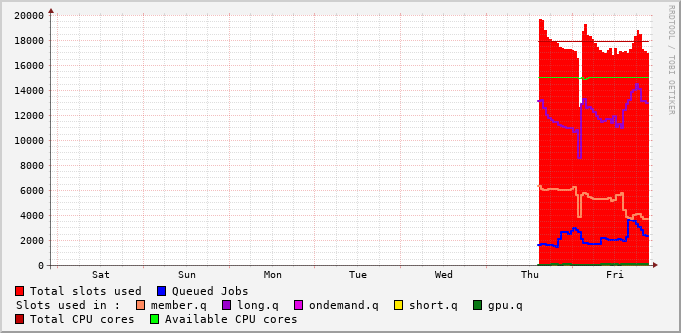 20000
18000
16000
14000
12000
10000
8000
6000
4000
2000
0
Sat Sun Mon Tue Wed Thu Fri
RRDTOOL / TOBI OETIKER
Total slots used Queued Jobs
Slots used in : member.q long.q ondemand.q short.q gpu.q
Total CPU cores Available CPU cores